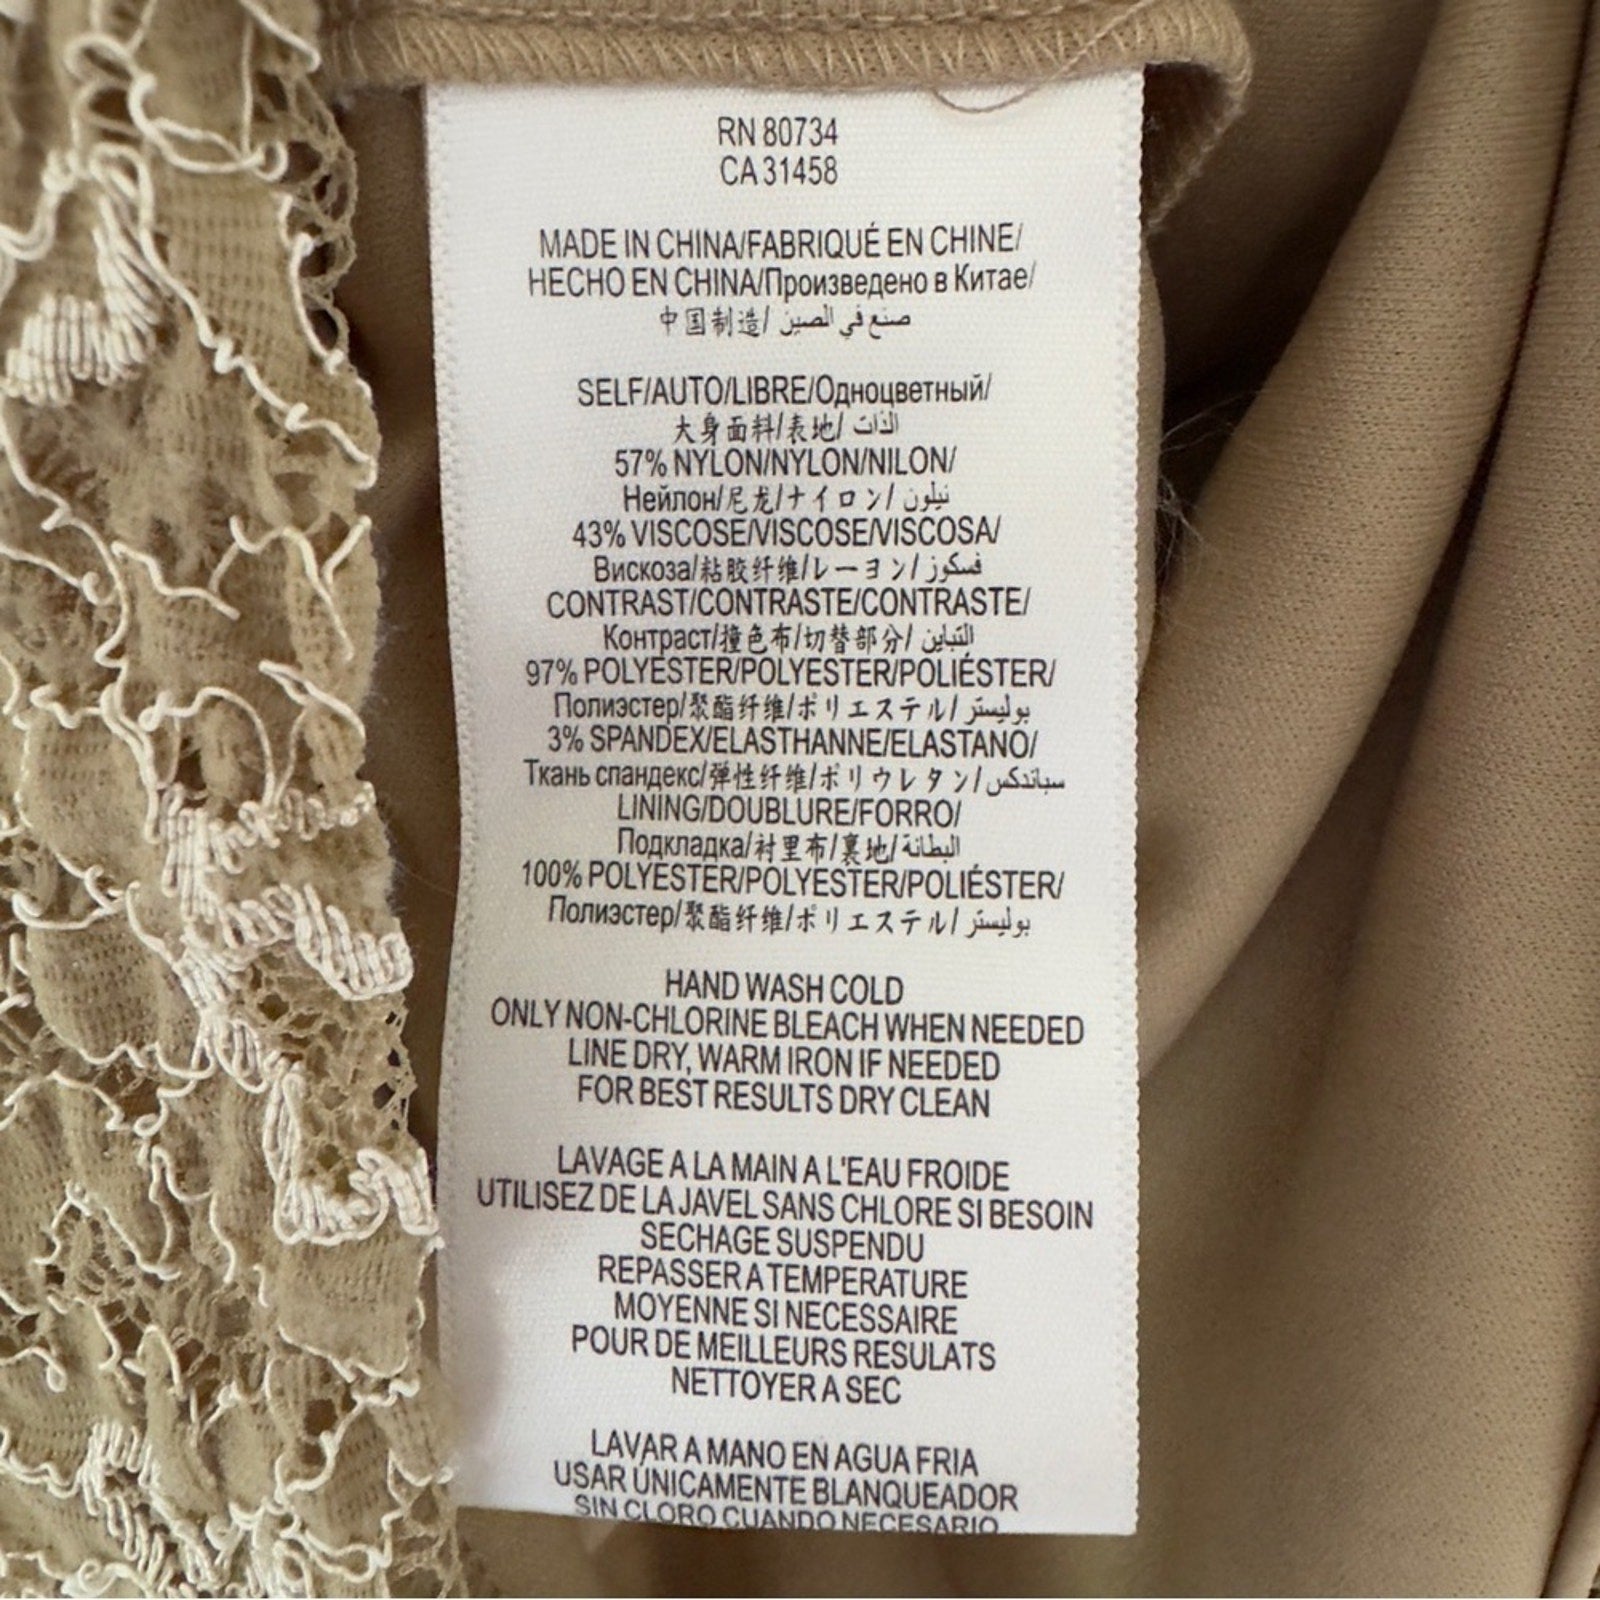 RN 80734
CA 31458
MADE IN CHINA/FABRIQUÉ EN CHINE/
HECHO EN CHINA/Произведено в Китае/
中国制造/ صنع في الصين
SELF/AUTO/LIBRE/Одноцветный/
大身面料/表地/ الذات
57% NYLON/NYLON/NILON/
Нейлон/尼龙/ナイロン/ نيلون
43% VISCOSE/VISCOSE/VISCOSA/
Вискоза/粘胶纤维/レーヨン/ فسكوز
CONTRAST/CONTRASTE/CONTRASTE/
Контраст/撞色布/切替部分/ التباين
97% POLYESTER/POLYESTER/POLIÉSTER/
Полиэстер/聚酯纤维/ポリエステル/ بوليستر
3% SPANDEX/ELASTHANNE/ELASTANO/
Ткань спандекс/弹性纤维/ポリウレタン/ سباندكس
LINING/DOUBLURE/FORRO/
Подкладка/衬里布/裏地/ البطانة
100% POLYESTER/POLYESTER/POLIÉSTER/
Полиэстер/聚酯纤维/ポリエステル/ بوليستر
HAND WASH COLD
ONLY NON-CHLORINE BLEACH WHEN NEEDED
LINE DRY, WARM IRON IF NEEDED
FOR BEST RESULTS DRY CLEAN
LAVAGE A LA MAIN A L'EAU FROIDE
UTILISEZ DE LA JAVEL SANS CHLORE SI BESOIN
SECHAGE SUSPENDU
REPASSER A TEMPERATURE
MOYENNE SI NECESSAIRE
POUR DE MEILLEURS RESULATS
NETTOYER A SEC
LAVAR A MANO EN AGUA FRIA
USAR ÚNICAMENTE BLANQUEADOR
SIN CLORO CUANDO NECESARIO